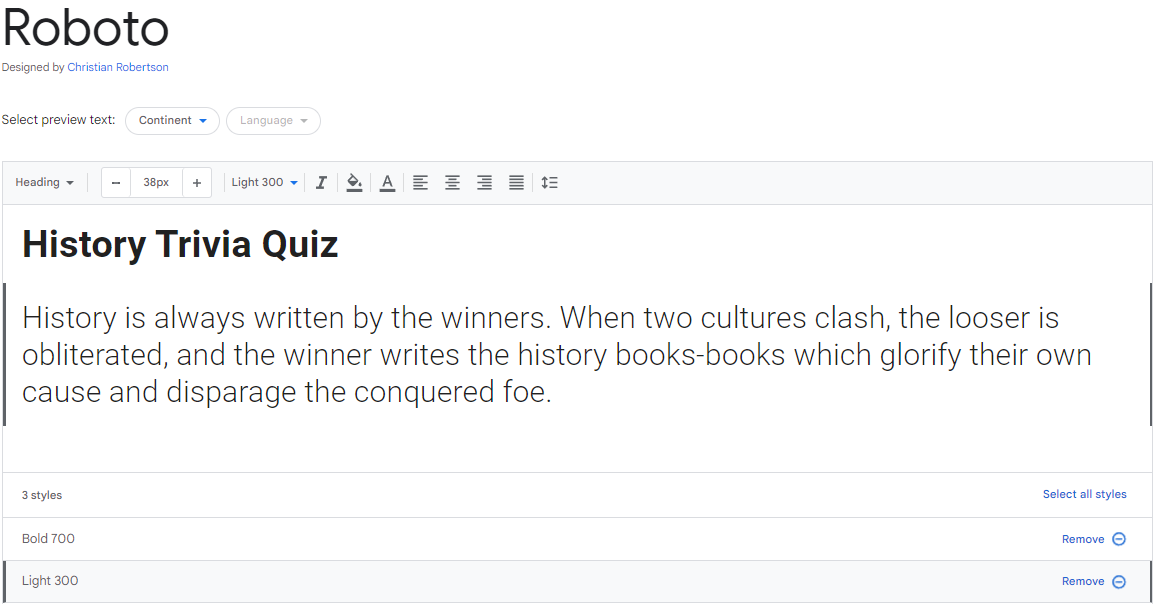 Roboto
Designed by Christian Robertson
Select preview text: Continent Language
Heading − 38px + Light 300
History Trivia Quiz
History is always written by the winners. When two cultures clash, the looser is
obliterated, and the winner writes the history books-books which glorify their own
cause and disparage the conquered foe.
3 styles Select all styles
Bold 700 Remove
Light 300 Remove